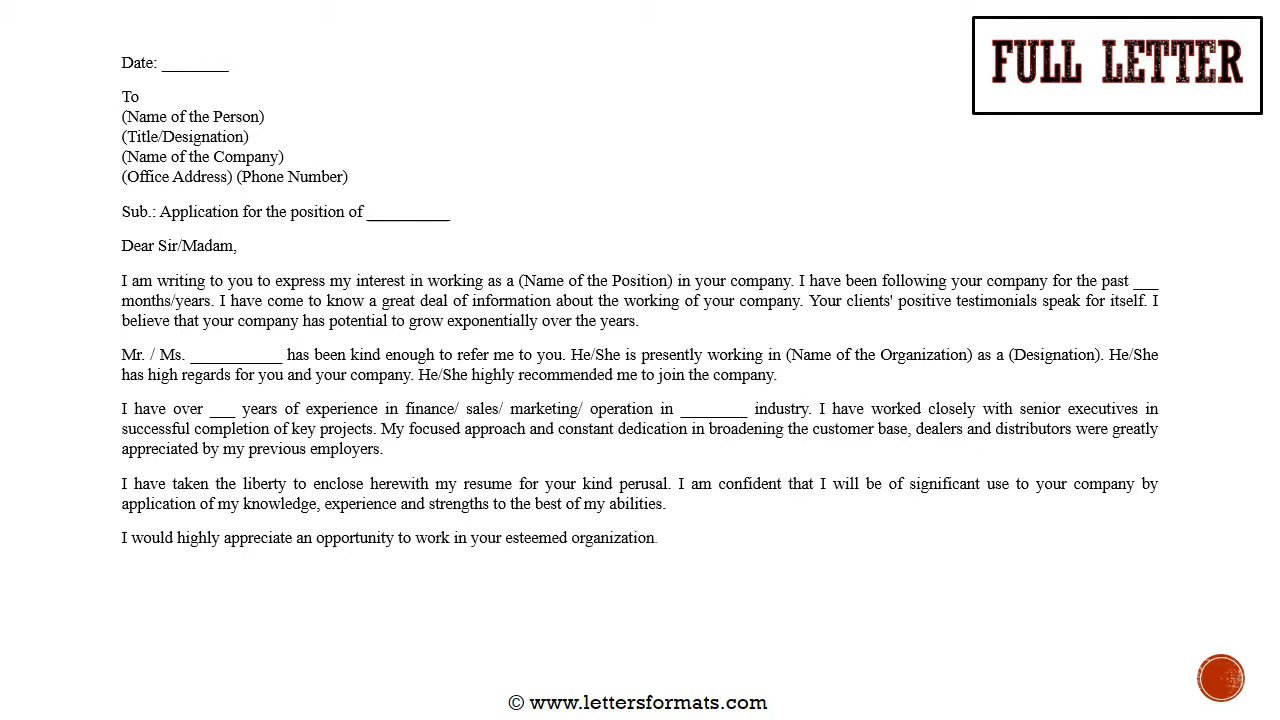 FULL LETTER
Date: ________
To
(Name of the Person)
(Title/Designation)
(Name of the Company)
(Office Address) (Phone Number)
Sub.: Application for the position of __________
Dear Sir/Madam,
I am writing to you to express my interest in working as a (Name of the Position) in your company. I have been following your company for the past ___
months/years. I have come to know a great deal of information about the working of your company. Your clients' positive testimonials speak for itself. I
believe that your company has potential to grow exponentially over the years.
Mr. / Ms. ___________ has been kind enough to refer me to you. He/She is presently working in (Name of the Organization) as a (Designation). He/She
has high regards for you and your company. He/She highly recommended me to join the company.
I have over ___ years of experience in finance/ sales/ marketing/ operation in ________ industry. I have worked closely with senior executives in
successful completion of key projects. My focused approach and constant dedication in broadening the customer base, dealers and distributors were greatly
appreciated by my previous employers.
I have taken the liberty to enclose herewith my resume for your kind perusal. I am confident that I will be of significant use to your company by
application of my knowledge, experience and strengths to the best of my abilities.
I would highly appreciate an opportunity to work in your esteemed organization.
© www.lettersformats.com